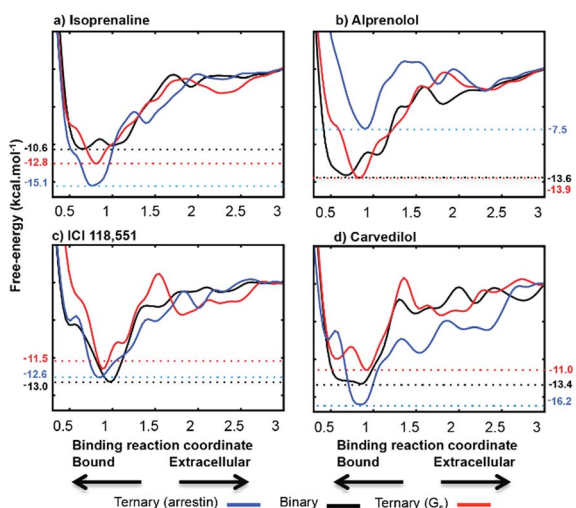 a) Isoprenaline
b) Alprenolol
-10.6
-12.8
-15.1
-7.5
-13.6
-13.9
0.5 1 1.5 2 2.5 3
0.5 1 1.5 2 2.5 3
Free-energy (kcal.mol⁻¹)
c) ICI 118,551
d) Carvedilol
-11.5
-12.6
-13.0
-11.0
-13.4
-16.2
0.5 1 1.5 2 2.5 3
0.5 1 1.5 2 2.5 3
Binding reaction coordinate
Binding reaction coordinate
Bound Extracellular
Bound Extracellular
Ternary (arrestin) Binary Ternary (Gₛ)